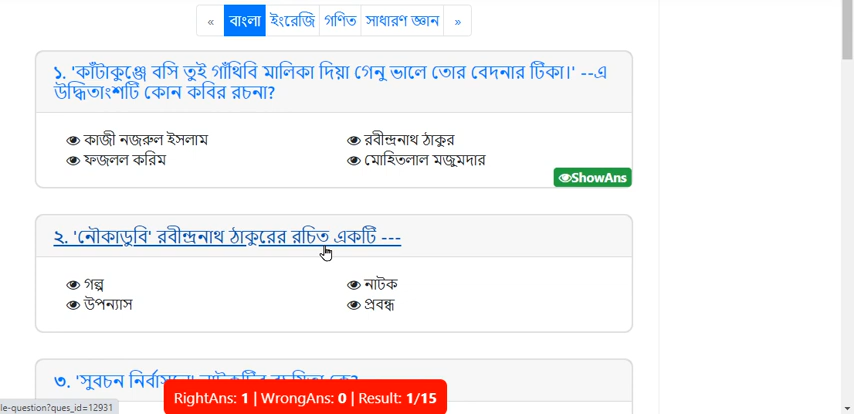 « বাংলা ইংরেজি গণিত সাধারণ জ্ঞান »
১. 'কাঁটাকুঞ্জে বসি তুই গাঁথিবি মালিকা দিয়া গেনু ভালে তোর বেদনার টিকা।' --এ
উদ্ধিতাংশটি কোন কবির রচনা?
কাজী নজরুল ইসলাম রবীন্দ্রনাথ ঠাকুর
ফজলল করিম মোহিতলাল মজুমদার
ShowAns
২. 'নৌকাডুবি' রবীন্দ্রনাথ ঠাকুরের রচিত একটি ---
গল্প নাটক
উপন্যাস প্রবন্ধ
৩. 'সুবচন
RightAns: 1 | WrongAns: 0 | Result: 1/15
le-question?ques_id=12931